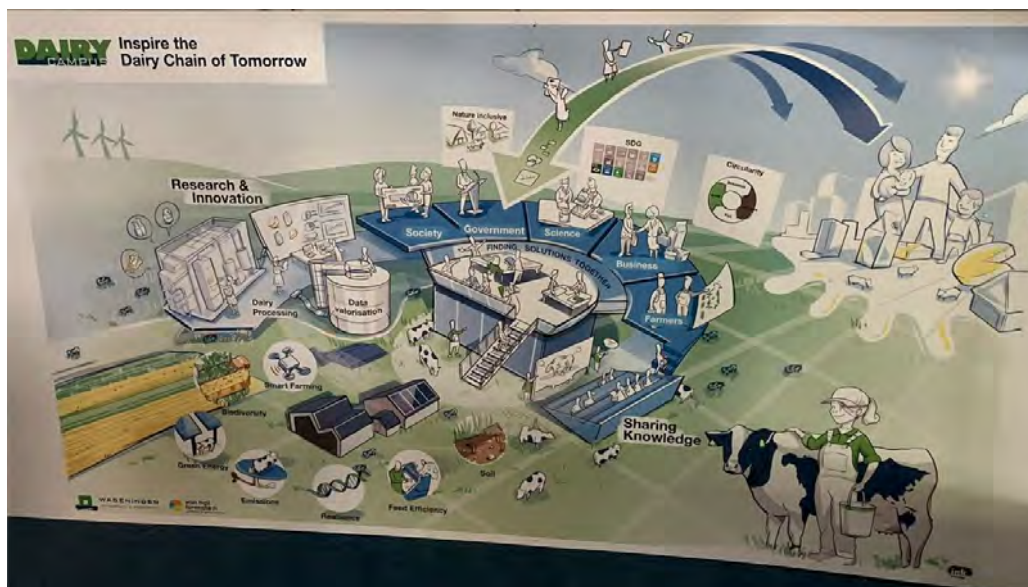 DAIRY
CAMPUS
Inspire the
Dairy Chain of Tomorrow
Nature Inclusive
SDG
Circularity
Research &
Innovation
Society
Government
Science
Business
Farmers
FINDING SOLUTIONS TOGETHER
Dairy
Processing
Data
valorisation
Smart Farming
Biodiversity
Sharing
Knowledge
Green Energy
Soil
Emissions
Resilience
Feed Efficiency
WAGENINGEN
ink